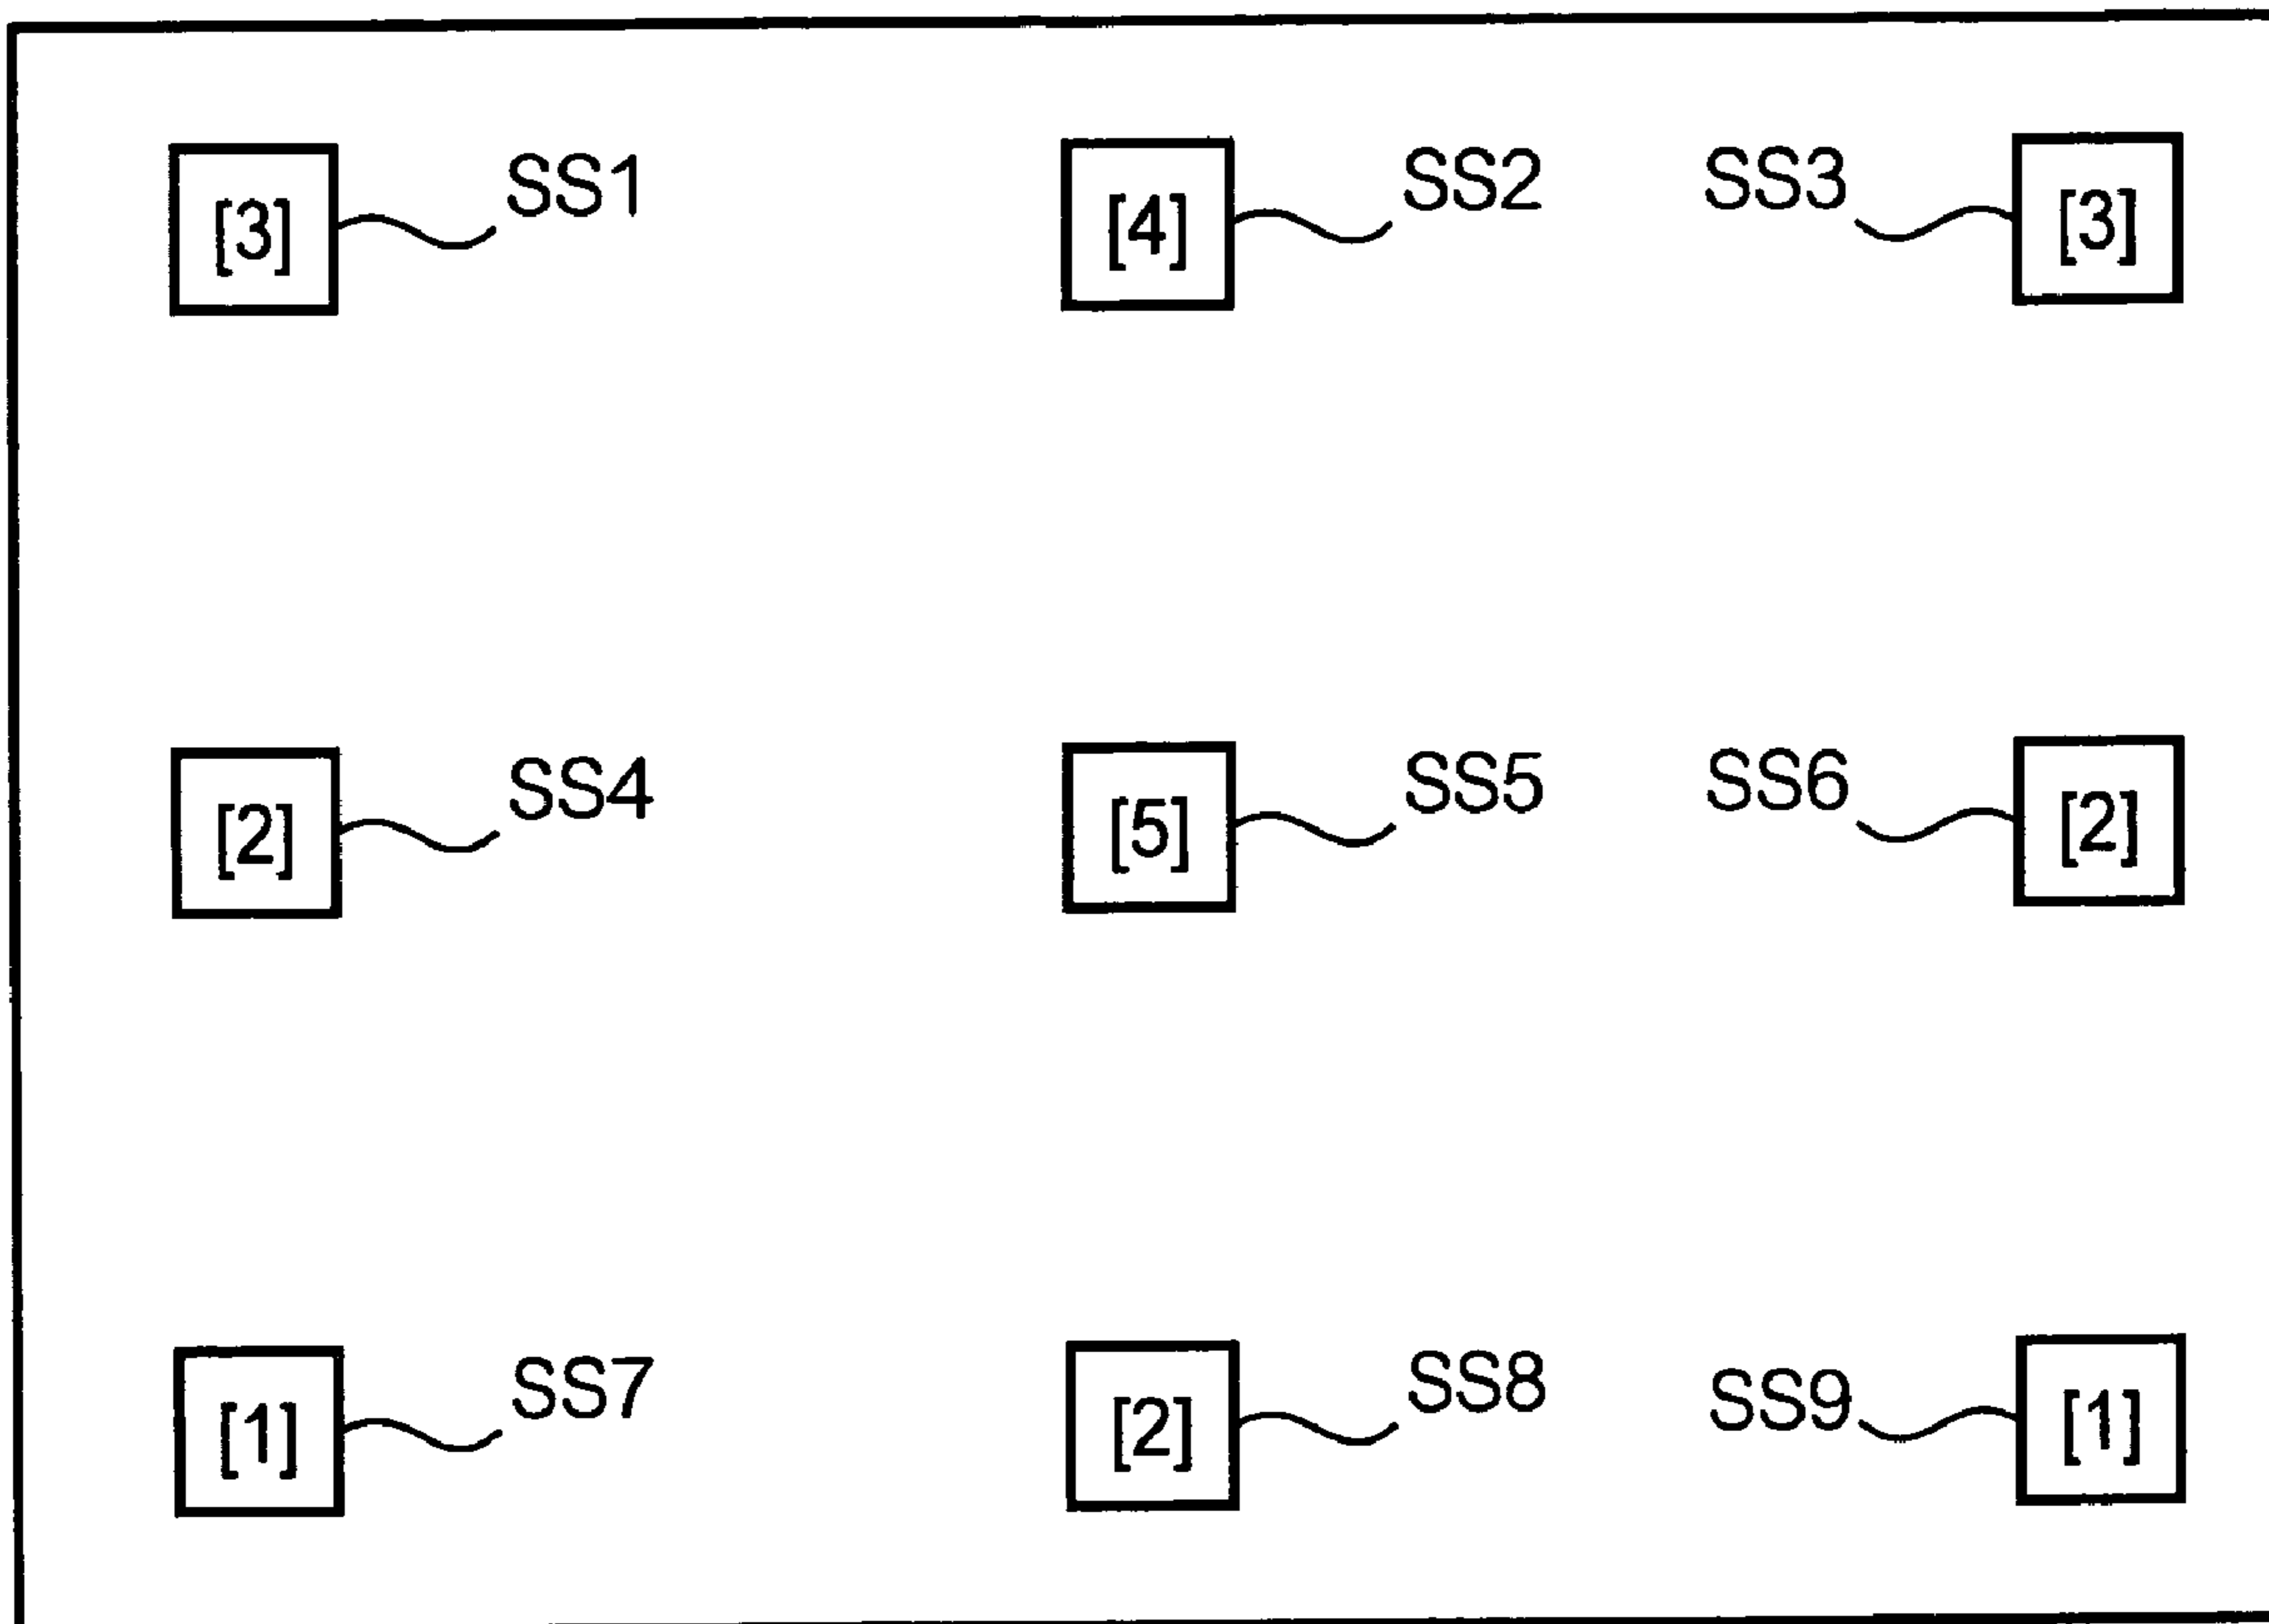 [3] SS1 [4] SS2 SS3 [3]
[2] SS4 [5] SS5 SS6 [2]
[1] SS7 [2] SS8 SS9 [1]